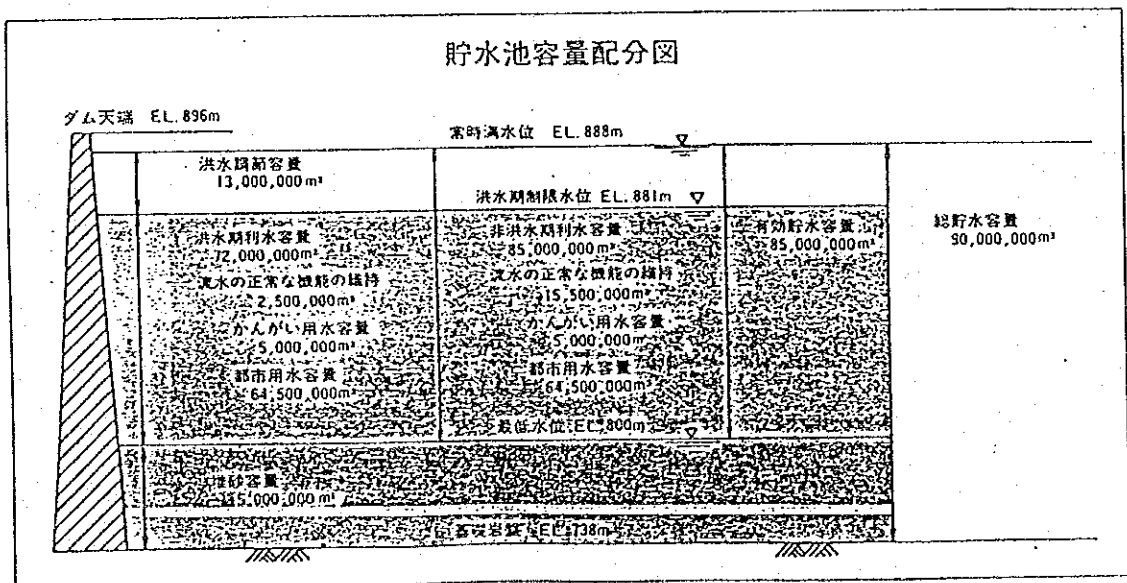 貯水池容量配分図
ダム天端 EL.896m
常時満水位 EL.888m
洪水調節容量
13,000,000m³
洪水期制限水位 EL.881m
洪水期利水容量
72,000,000m³
流水の正常な機能の維持
2,500,000m³
かんがい用水容量
5,000,000m³
都市用水容量
64,500,000m³
非洪水期利水容量
85,000,000m³
流水の正常な機能の維持
15,500,000m³
かんがい用水容量
5,000,000m³
都市用水容量
64,500,000m³
最低水位 EL.800m
有効貯水容量
85,000,000m³
総貯水容量
90,000,000m³
堆砂容量
5,000,000m³
基礎岩盤 EL.738m